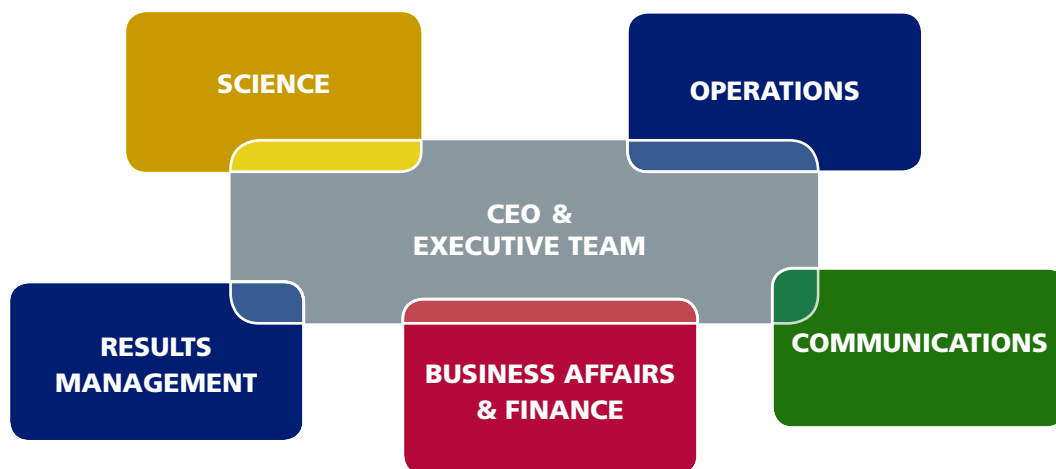 SCIENCE
OPERATIONS
CEO &
EXECUTIVE TEAM
RESULTS
MANAGEMENT
BUSINESS AFFAIRS
& FINANCE
COMMUNICATIONS